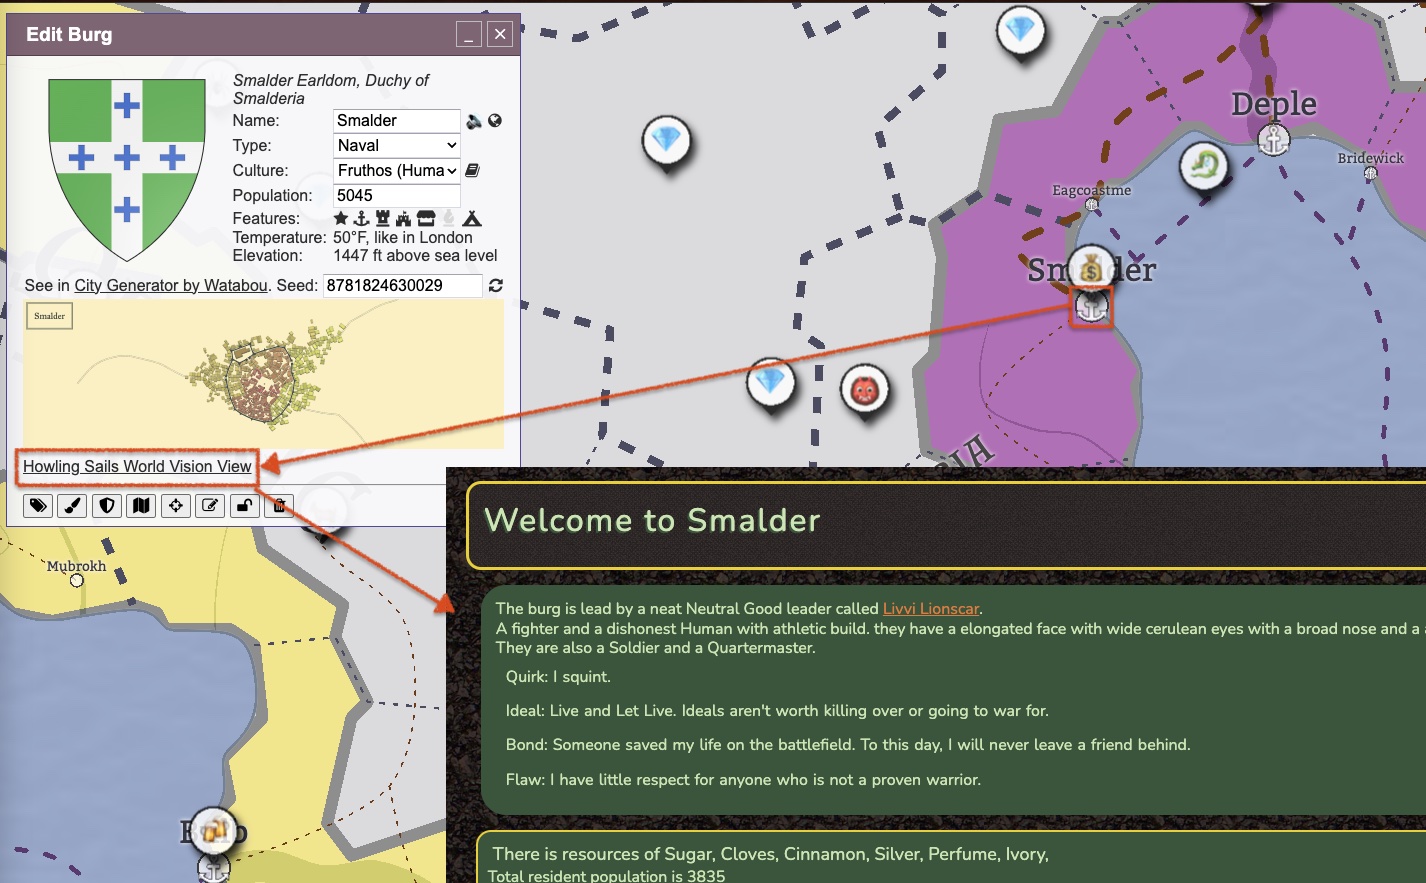 Edit Burg
Smalder Earldom, Duchy of
Smalderia
Name: Smalder
Type: Naval
Culture: Fruthos (Huma
Population: 5045
Features:
Temperature: 50°F, like in London
Elevation: 1447 ft above sea level
See in City Generator by Watabou. Seed: 8781824630029
Smalder
Howling Sails World Vision View
Deple
Bridewick
Eagcoastme
Mubrokh
Welcome to Smalder
The burg is lead by a neat Neutral Good leader called Livvi Lionscar.
A fighter and a dishonest Human with athletic build. they have a elongated face with wide cerulean eyes with a broad nose and a
They are also a Soldier and a Quartermaster.
Quirk: I squint.
Ideal: Live and Let Live. Ideals aren't worth killing over or going to war for.
Bond: Someone saved my life on the battlefield. To this day, I will never leave a friend behind.
Flaw: I have little respect for anyone who is not a proven warrior.
There is resources of Sugar, Cloves, Cinnamon, Silver, Perfume, Ivory,
Total resident population is 3835